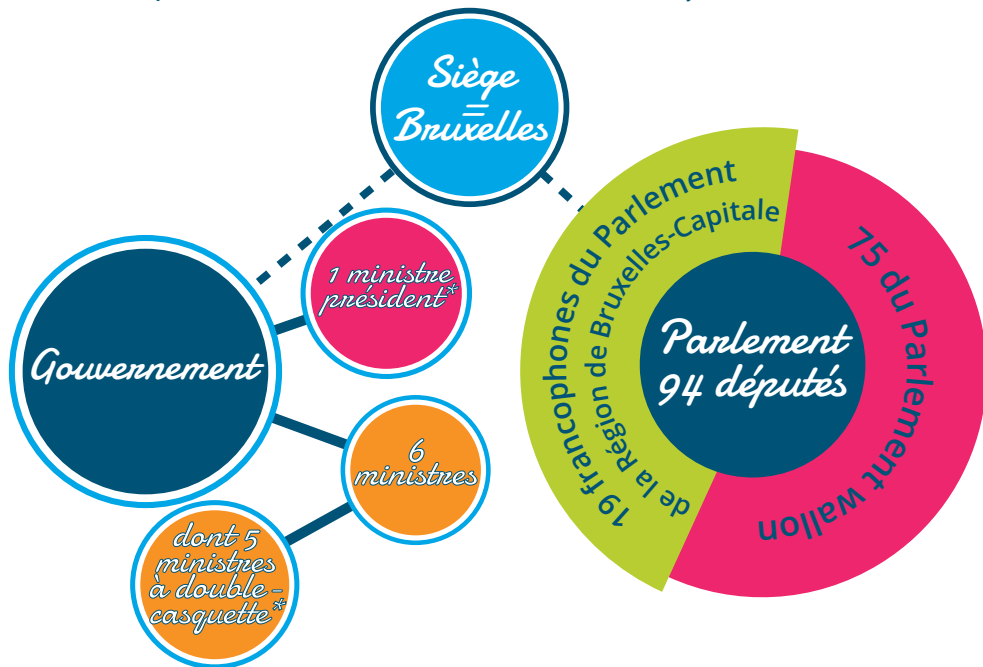 Siège
=
Bruxelles
1 ministre
président*
Gouvernement
6
ministres
dont 5
ministres
à double-
casquette*
19 francophones du Parlement
de la Région de Bruxelles-Capitale
Parlement
94 députés
75 du Parlement wallon